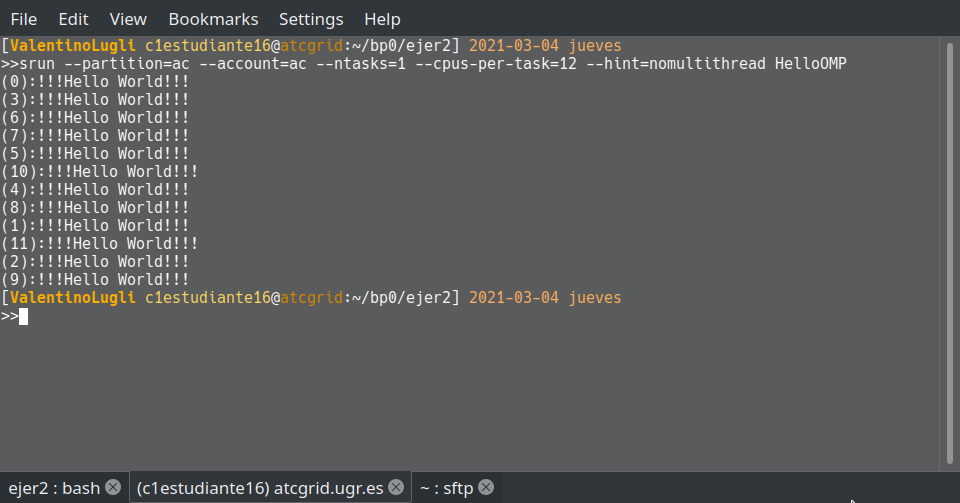 File Edit View Bookmarks Settings Help
[ValentinoLugli c1estudiante16@atcgrid:~/bp0/ejer2] 2021-03-04 jueves
>>srun --partition=ac --account=ac --ntasks=1 --cpus-per-task=12 --hint=nomultithread HelloOMP
(0):!!!Hello World!!!
(3):!!!Hello World!!!
(6):!!!Hello World!!!
(7):!!!Hello World!!!
(5):!!!Hello World!!!
(10):!!!Hello World!!!
(4):!!!Hello World!!!
(8):!!!Hello World!!!
(1):!!!Hello World!!!
(11):!!!Hello World!!!
(2):!!!Hello World!!!
(9):!!!Hello World!!!
[ValentinoLugli c1estudiante16@atcgrid:~/bp0/ejer2] 2021-03-04 jueves
>>
ejer2 : bash (c1estudiante16) atcgrid.ugr.es ~ : sftp